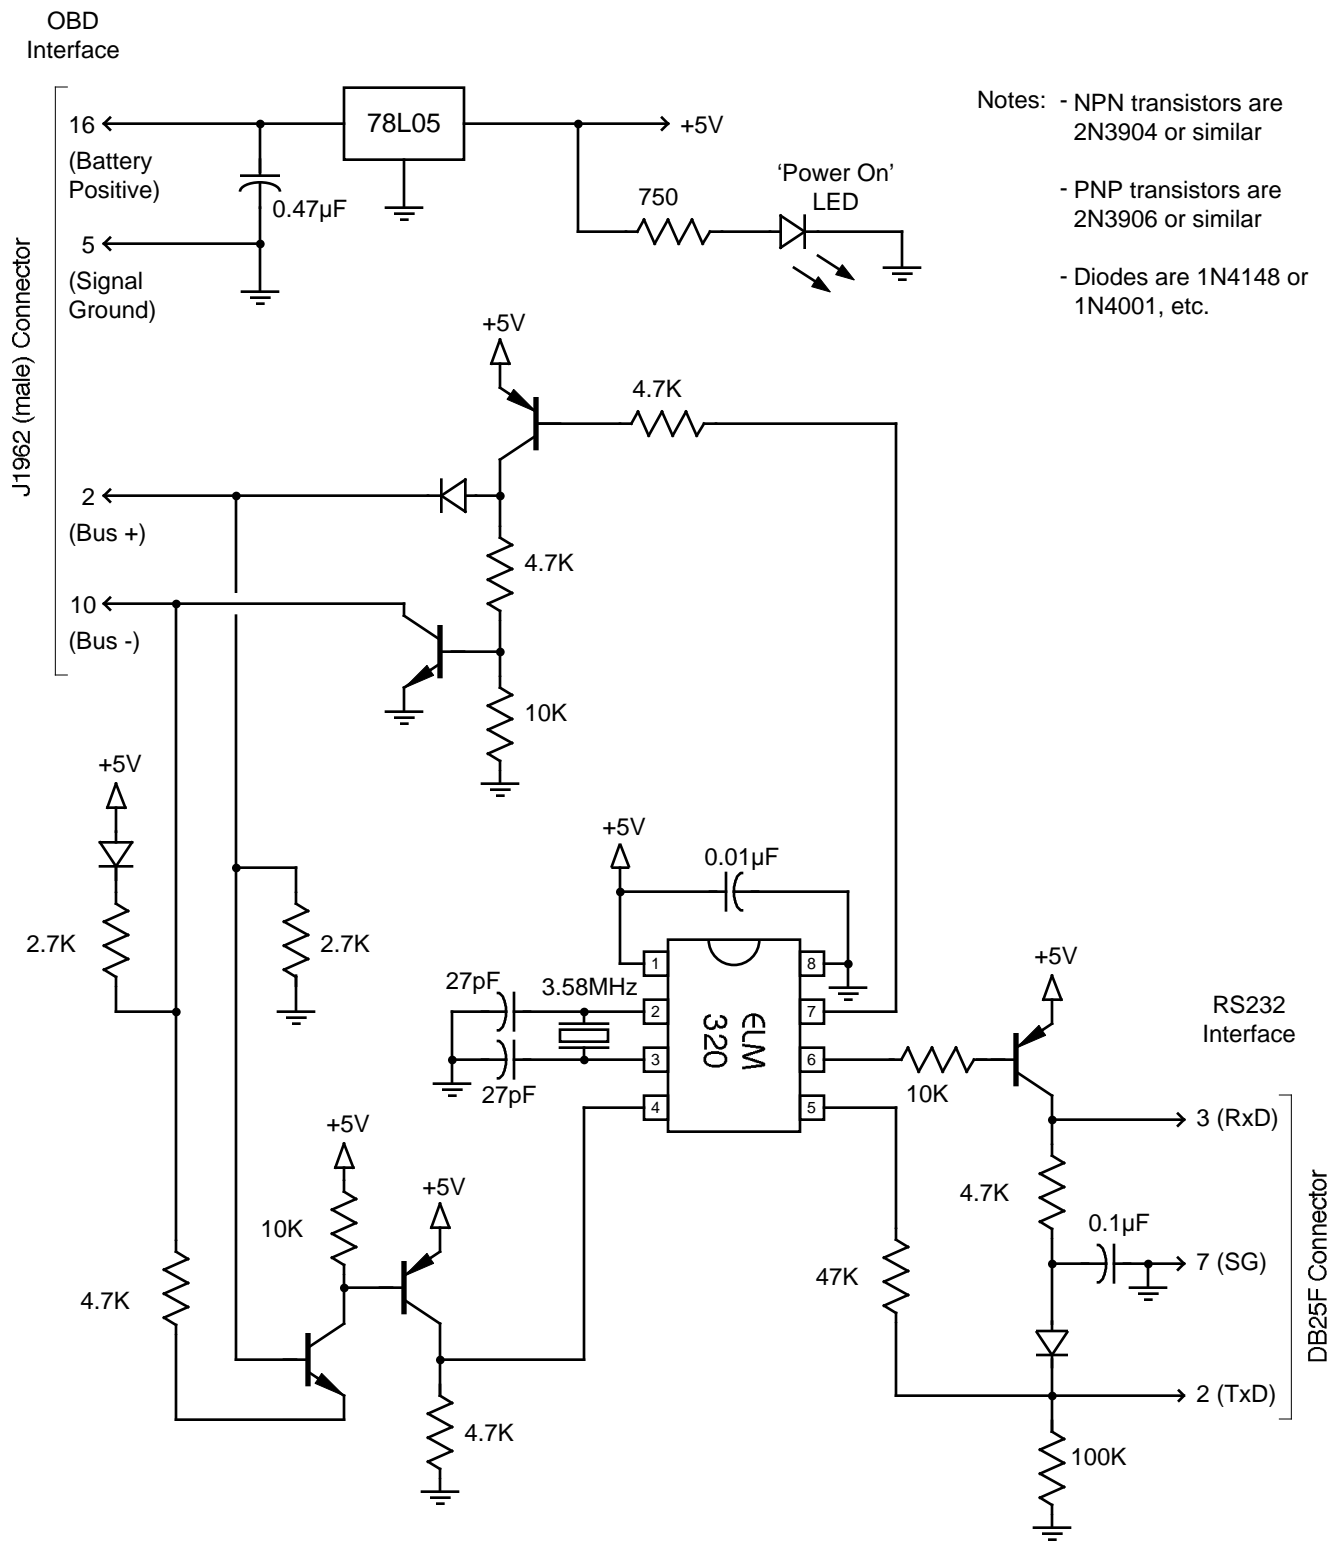 OBD
Interface
J1962 (male) Connector
16
(Battery
Positive)
5
(Signal
Ground)
2
(Bus +)
10
(Bus -)
78L05
0.47µF
+5V
750
‘Power On’
LED
Notes: - NPN transistors are
2N3904 or similar
- PNP transistors are
2N3906 or similar
- Diodes are 1N4148 or
1N4001, etc.
+5V
4.7K
4.7K
10K
+5V
2.7K
2.7K
+5V
0.01µF
27pF
3.58MHz
27pF
1
2
3
4
8
7
6
5
ELM
320
+5V
10K
RS232
Interface
3 (RxD)
4.7K
0.1µF
7 (SG)
47K
2 (TxD)
100K
DB25F Connector
+5V
10K
+5V
4.7K
4.7K